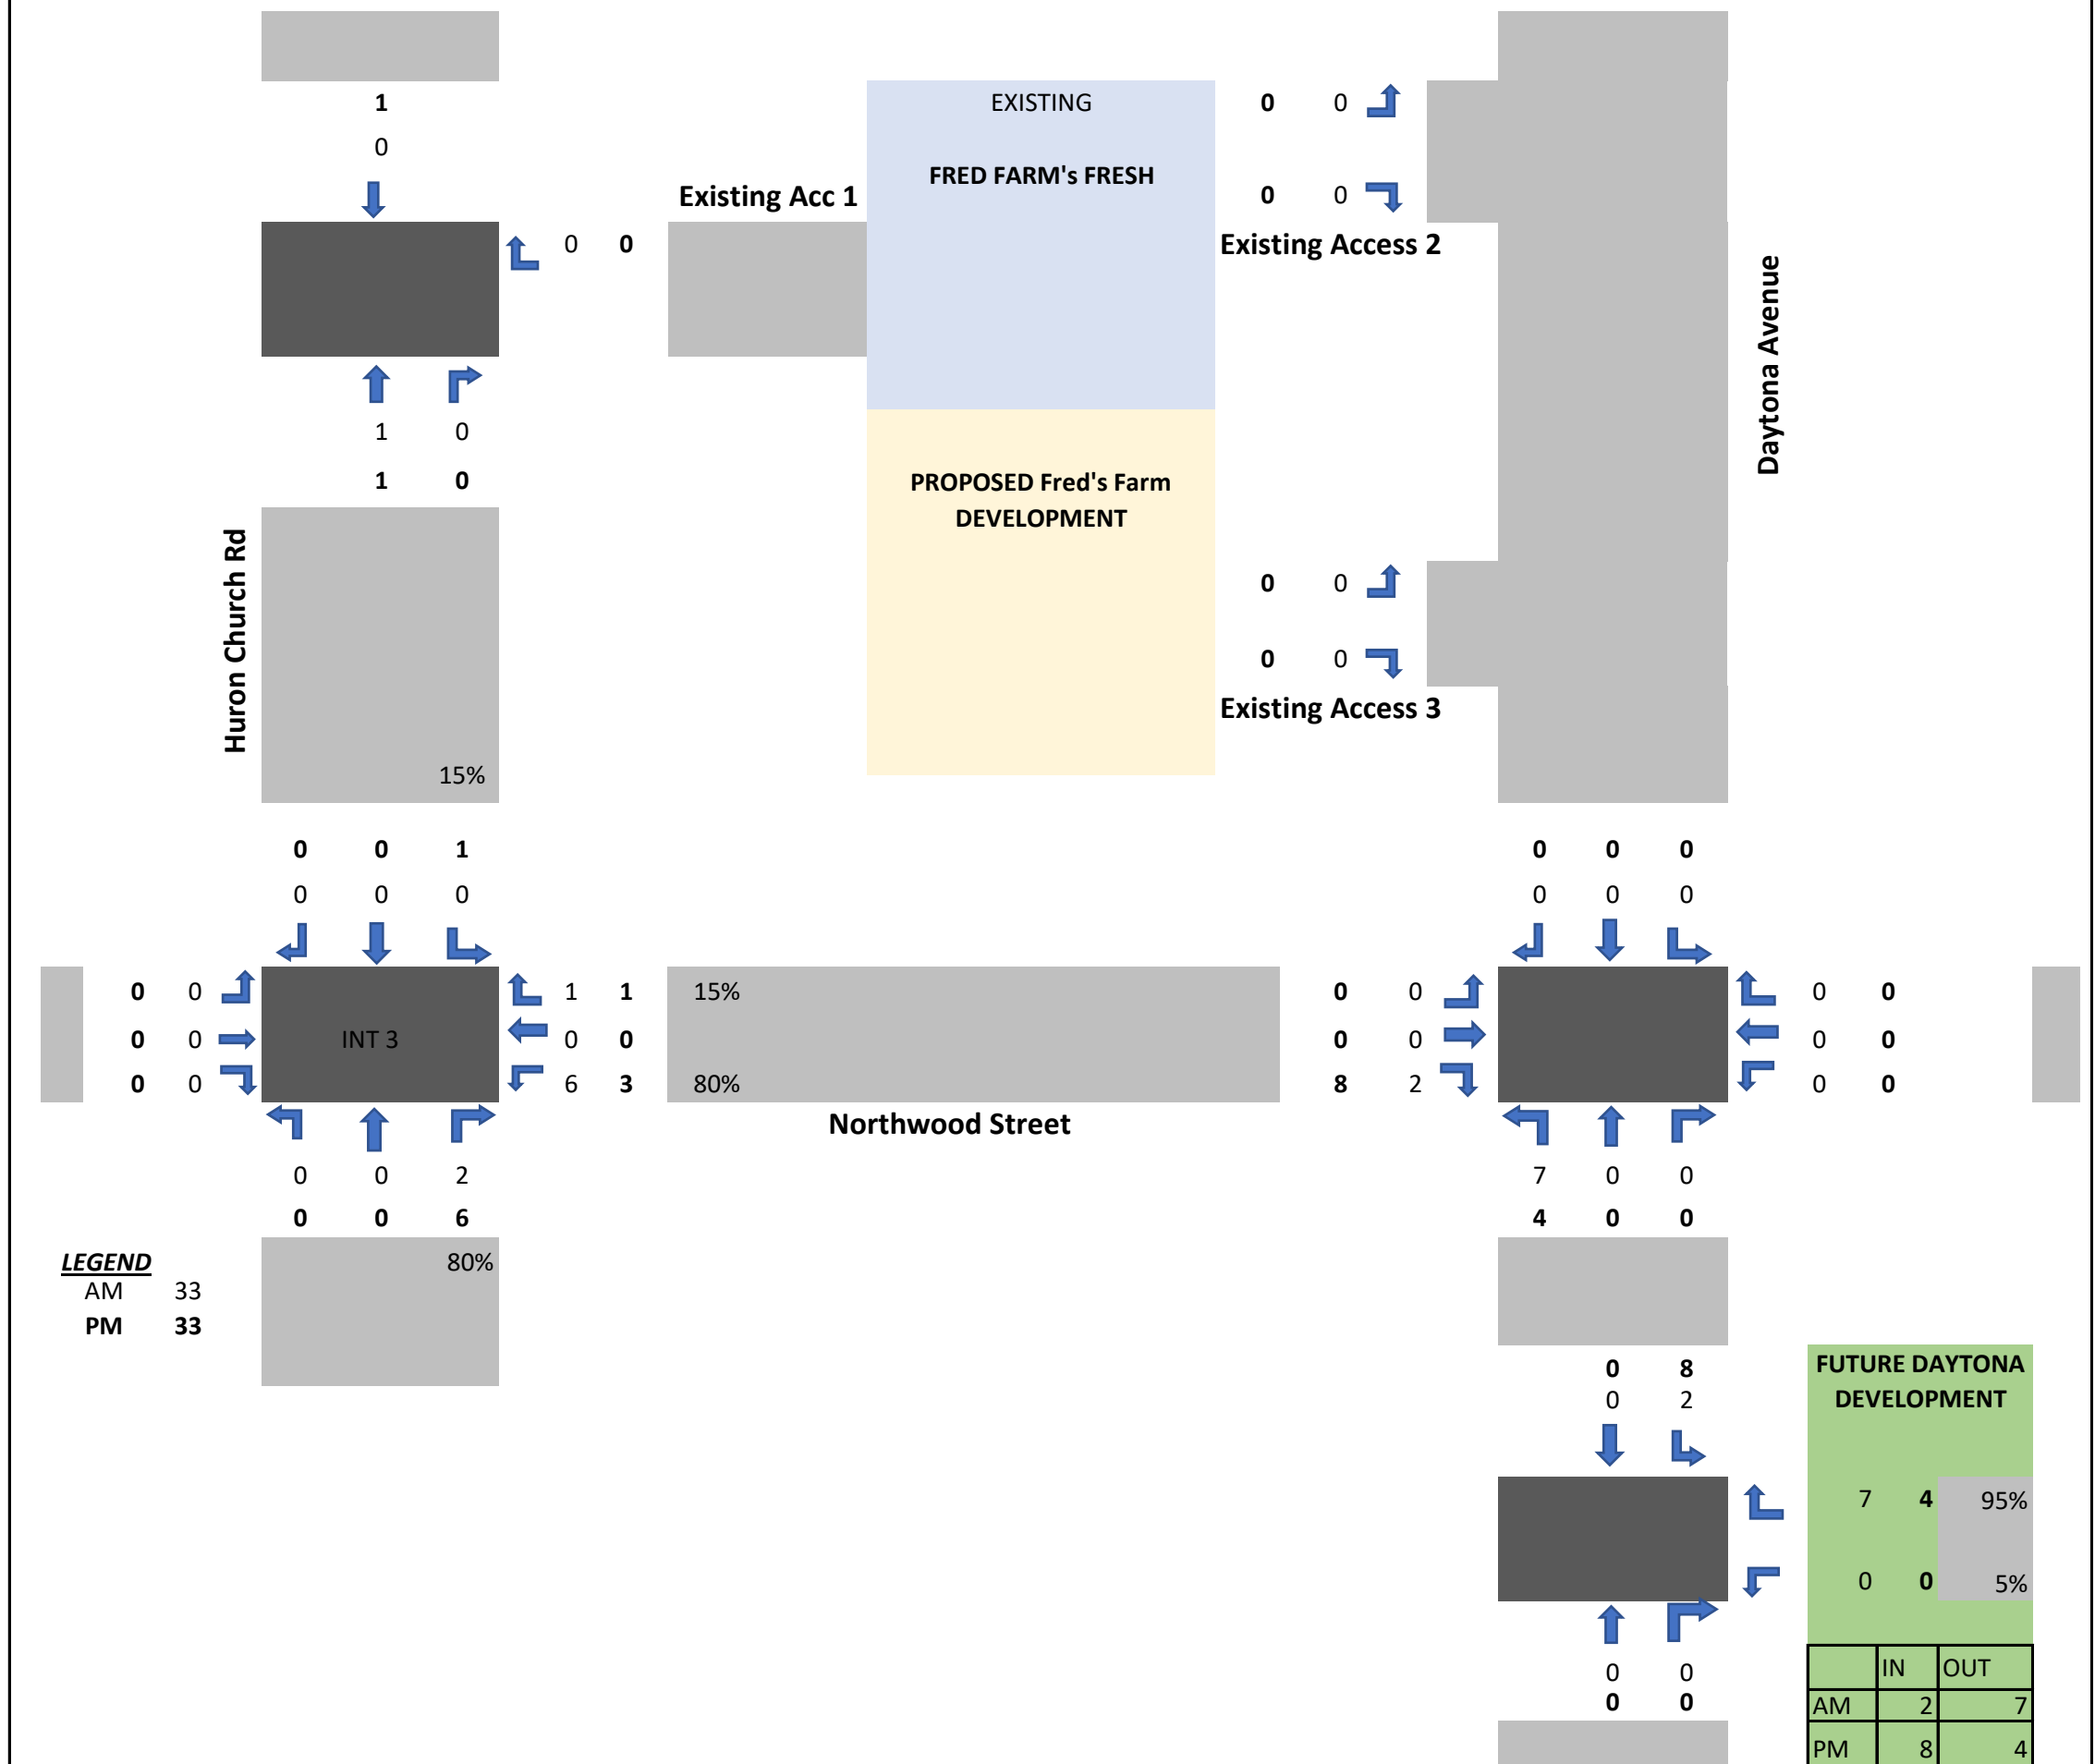 1
EXISTING
0 0
0
FRED FARM's FRESH
Existing Acc 1
0 0
0 0
Existing Access 2
Daytona Avenue
1 0
1 0
PROPOSED Fred's Farm
DEVELOPMENT
Huron Church Rd
0 0
0 0
Existing Access 3
15%
0 0 1
0 0 0
0 0 0
0 0 0
0 0
INT 3
1 1
15%
0 0
0 0
0 0
0 0
0 0
0 0
0 0
6 3
80%
8 2
0 0
Northwood Street
0 0 2
7 0 0
0 0 6
4 0 0
LEGEND
80%
AM 33
PM 33
FUTURE DAYTONA
DEVELOPMENT
0 8
0 2
7 4 95%
0 0 5%
0 0
0 0
IN OUT
AM 2 7
PM 8 4